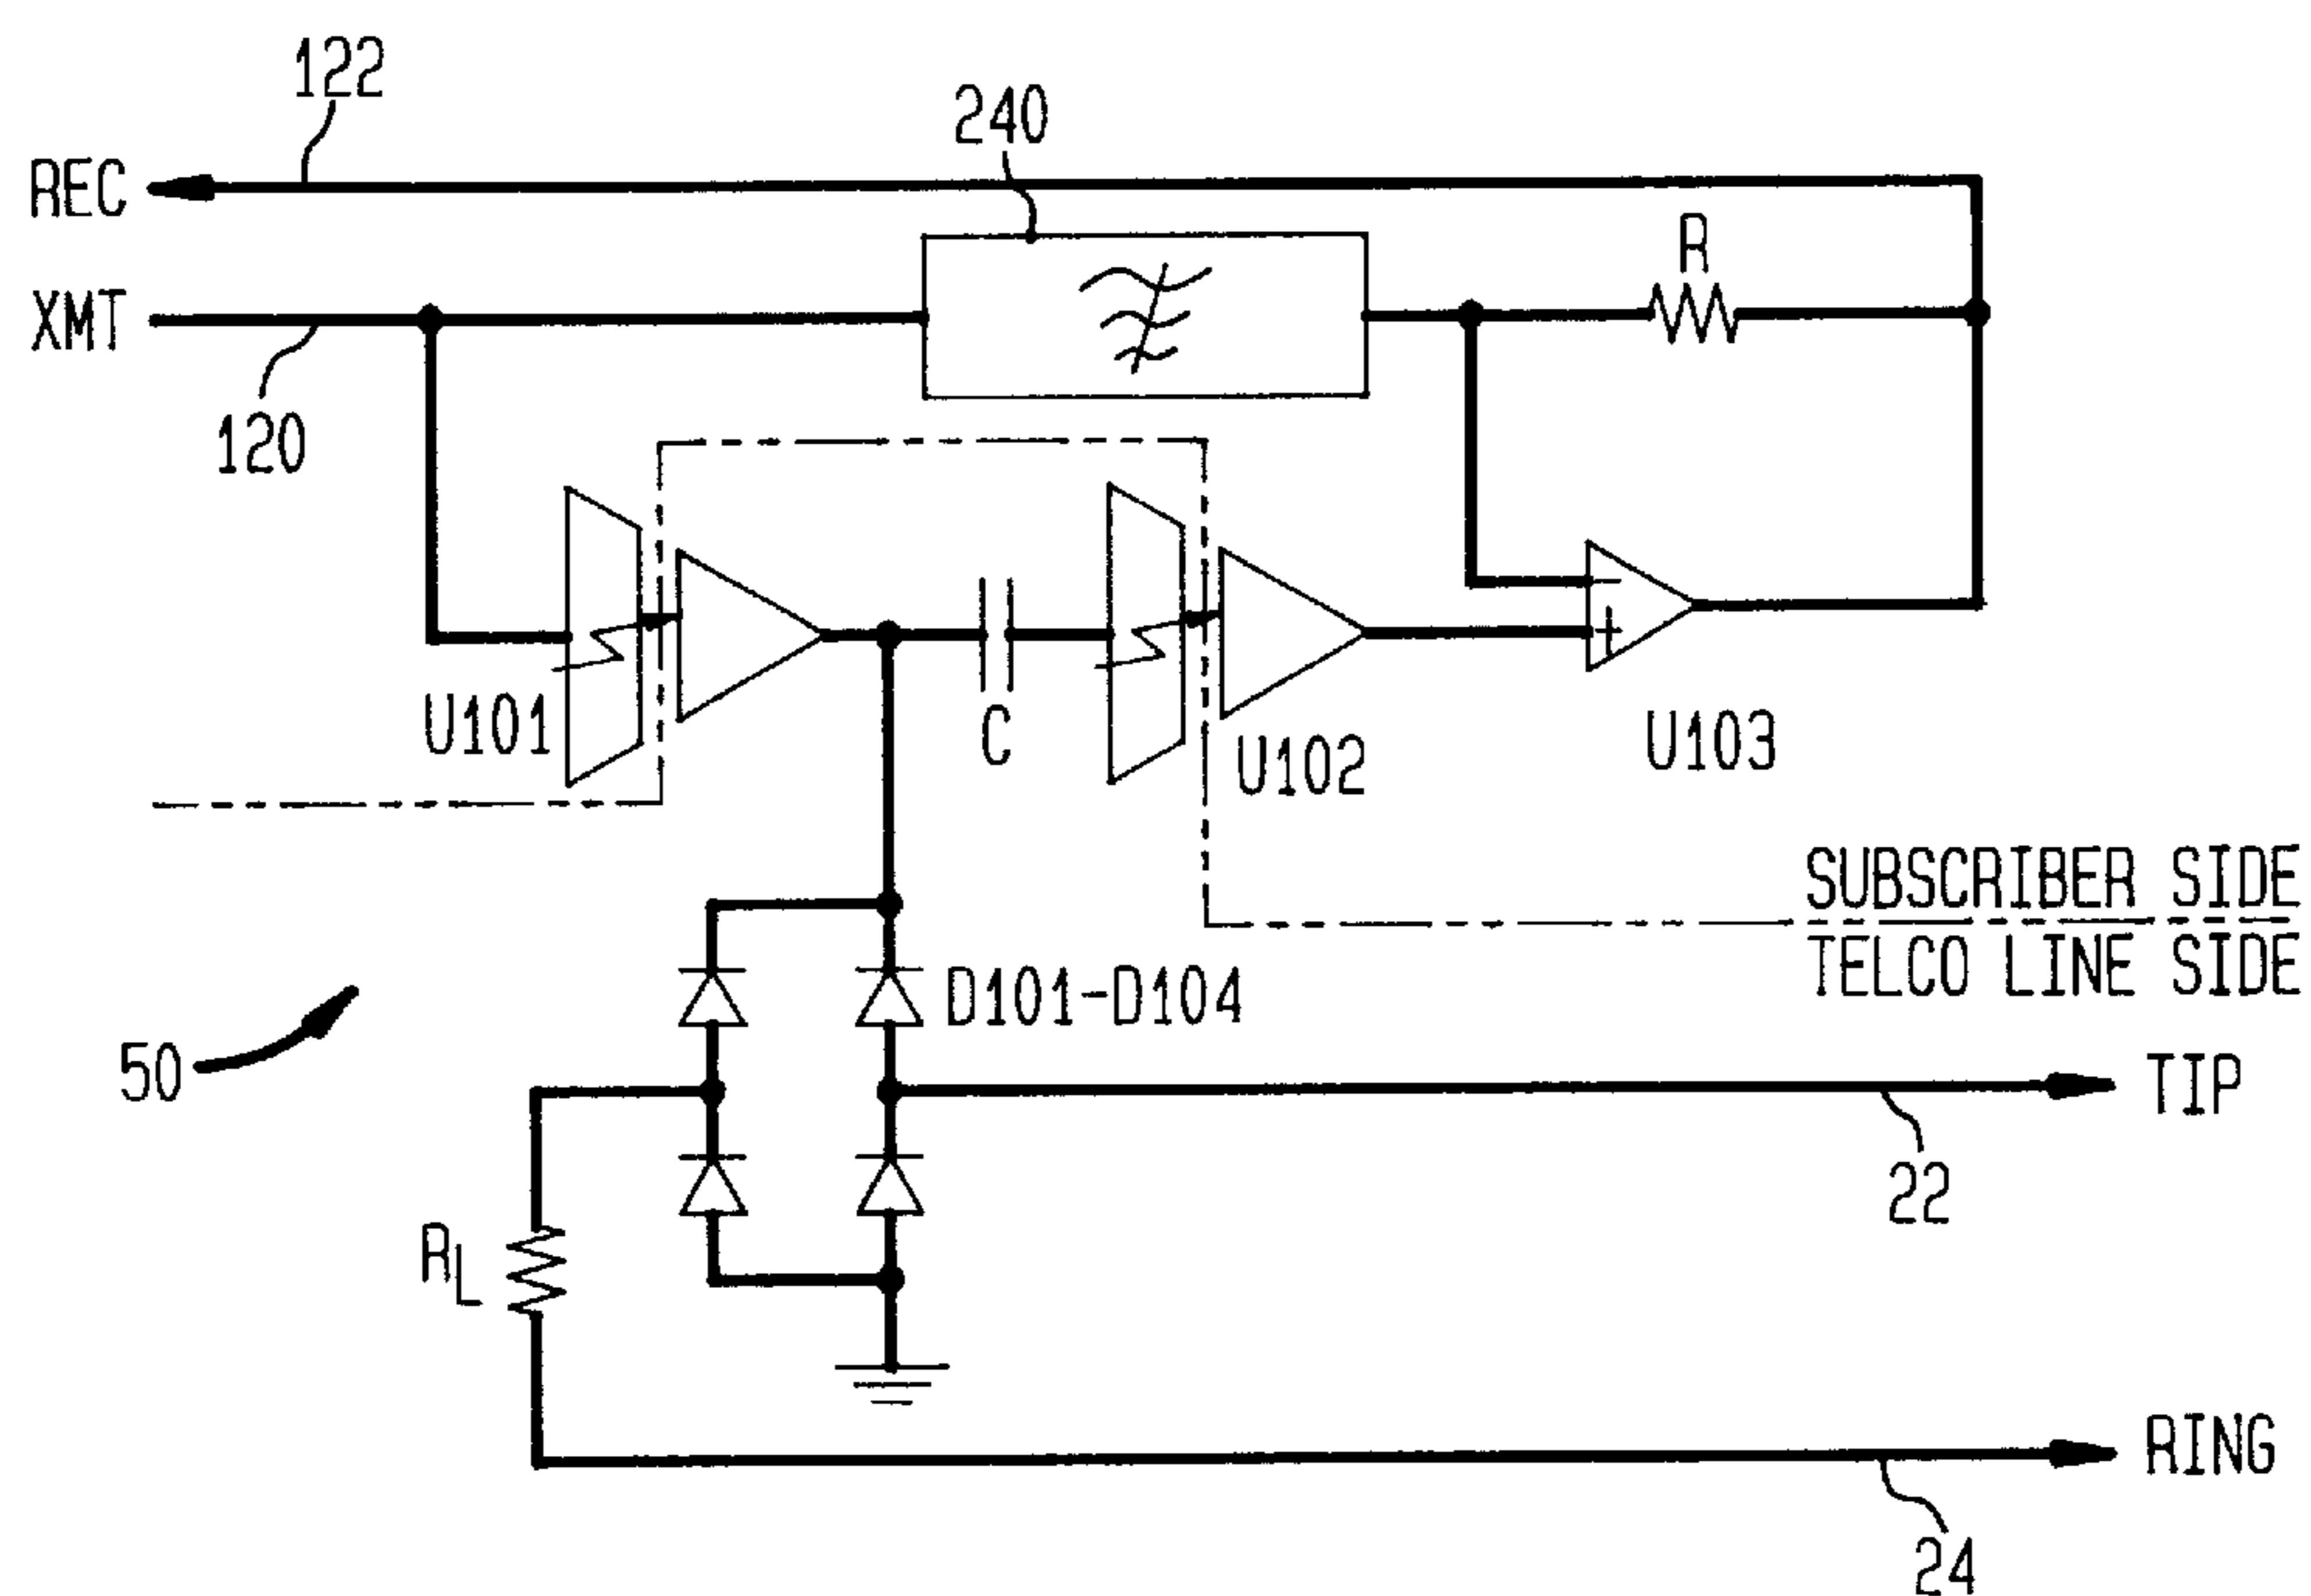 122
240
REC
R
XMT
120
U101
C
U102
U103
SUBSCRIBER SIDE
TELCO LINE SIDE
D101-D104
50
TIP
22
RL
RING
24